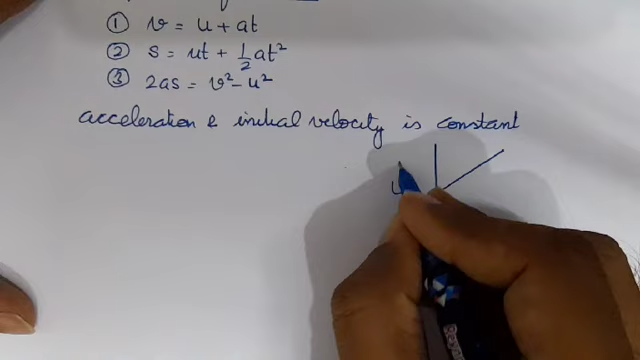 ① v = u + at
② s = ut + 1/2 at²
③ 2as = v² - u²
acceleration & initial velocity is constant